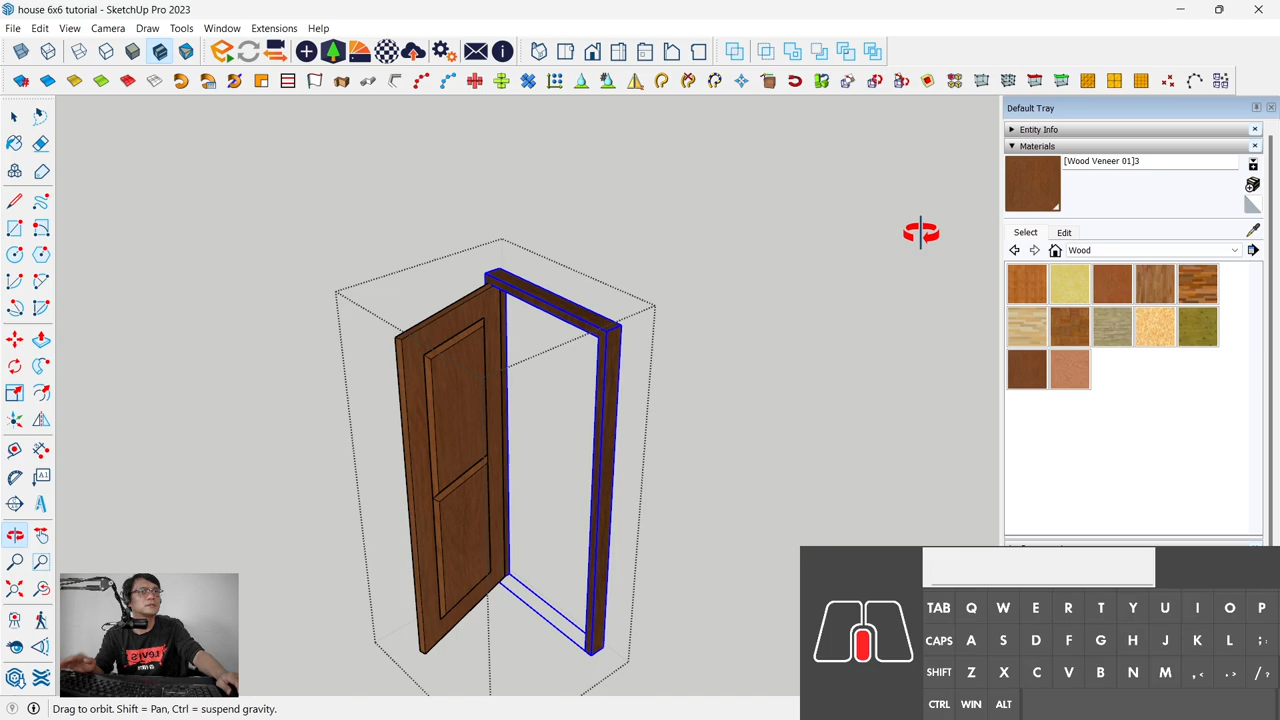 house 6x6 tutorial - SketchUp Pro 2023
File Edit View Camera Draw Tools Window Extensions Help
Default Tray
Entity Info
Materials
[Wood Veneer 01]3
Select Edit
Wood
LEVI'S
TAB Q W E R T Y U I O P
CAPS A S D F G H J K L ; :
SHIFT Z X C V B N M , < . > / ?
CTRL WIN ALT
Drag to orbit. Shift = Pan, Ctrl = suspend gravity.